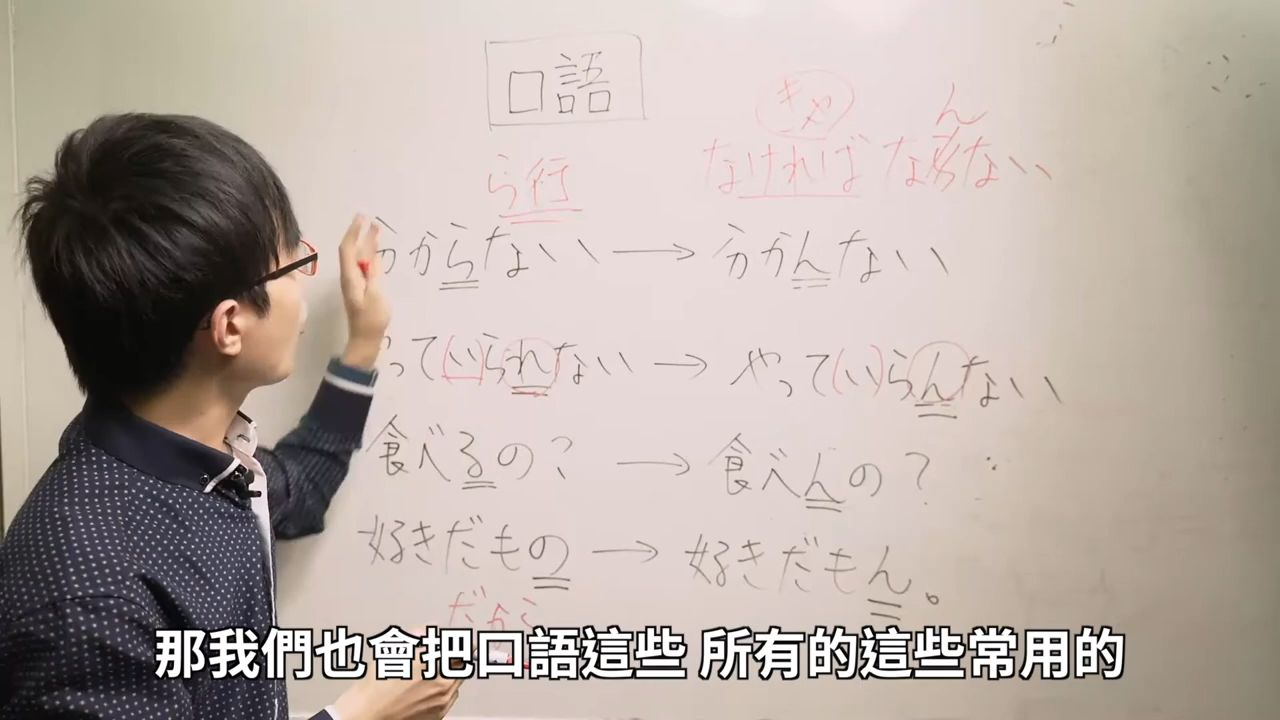 口語
きゃ ん
ら行 なければ ならない
分からない → 分かんない
って(い)られない → やって(い)らんない
食べるの? → 食べんの?
好きだもの → 好きだもん。
だから
那我們也會把口語這些 所有的這些常用的